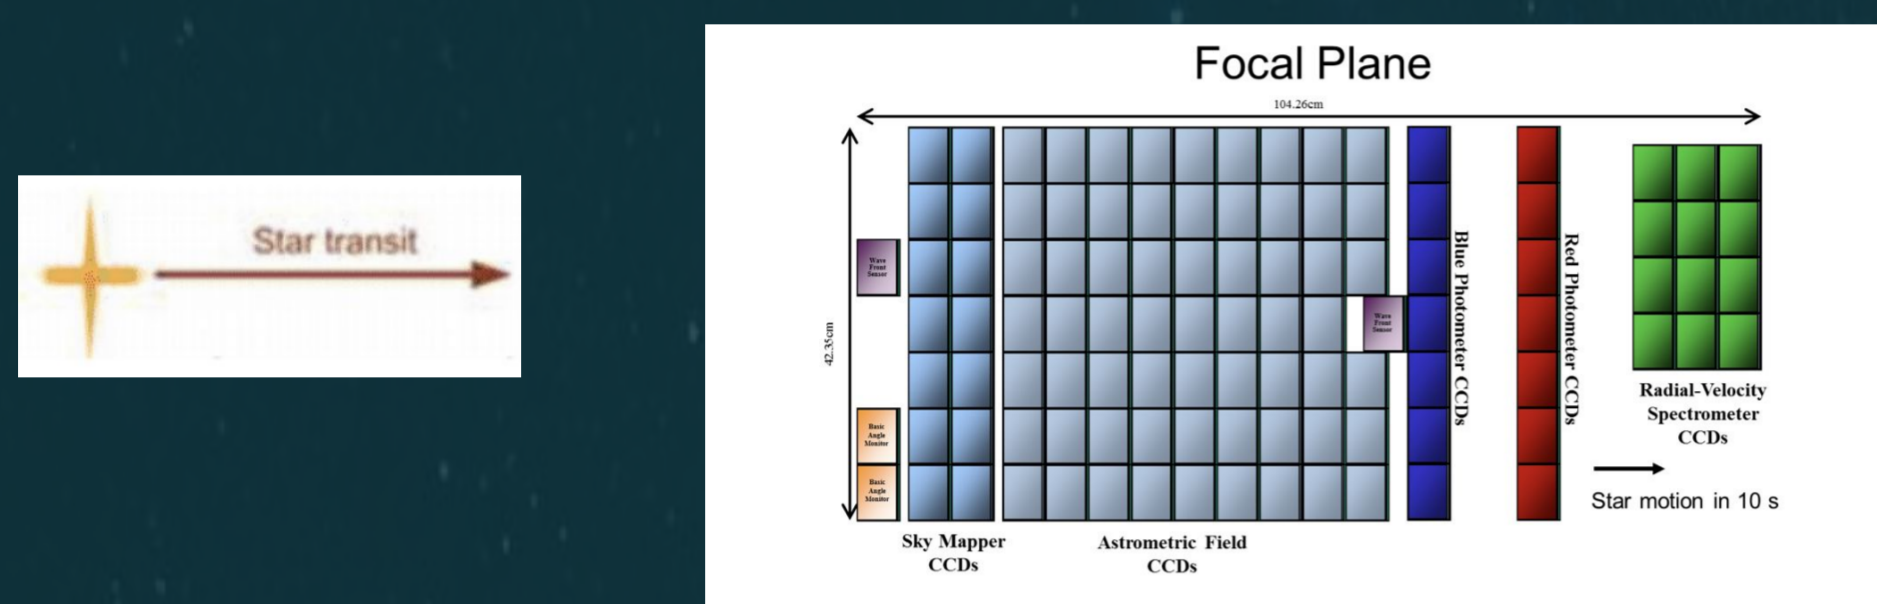 Star transit
Focal Plane
104.26cm
42.35cm
Wave
Front
Sensor
Wave
Front
Sensor
Basic
Angle
Monitor
Basic
Angle
Monitor
Blue Photometer CCDs
Red Photometer CCDs
Radial-Velocity
Spectrometer
CCDs
Star motion in 10 s
Sky Mapper
CCDs
Astrometric Field
CCDs